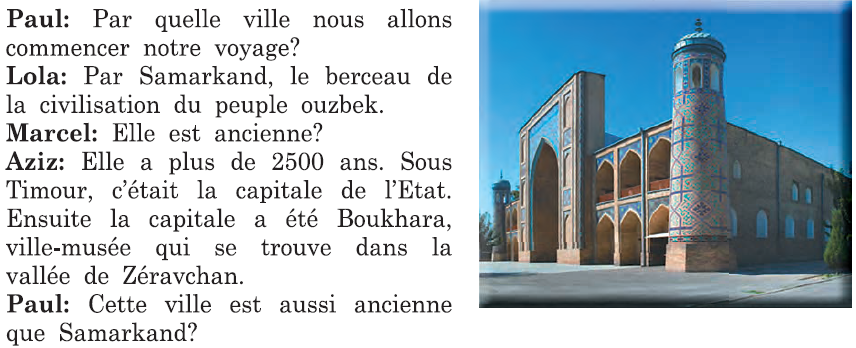 Paul: Par quelle ville nous allons
commencer notre voyage?
Lola: Par Samarkand, le berceau de
la civilisation du peuple ouzbek.
Marcel: Elle est ancienne?
Aziz: Elle a plus de 2500 ans. Sous
Timour, c’était la capitale de l’Etat.
Ensuite la capitale a été Boukhara,
ville-musée qui se trouve dans la
vallée de Zéravchan.
Paul: Cette ville est aussi ancienne
que Samarkand?